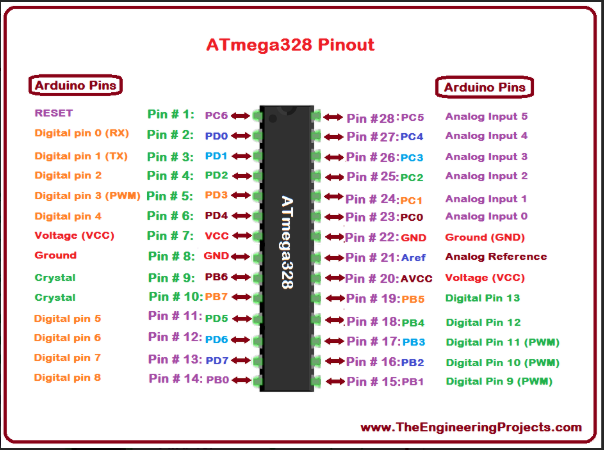 ATmega328 Pinout
Arduino Pins
Arduino Pins
RESET Pin # 1: PC6 Pin #28: PC5 Analog Input 5
Digital pin 0 (RX) Pin # 2: PD0 Pin #27: PC4 Analog Input 4
Digital pin 1 (TX) Pin # 3: PD1 Pin #26: PC3 Analog Input 3
Digital pin 2 Pin # 4: PD2 Pin #25: PC2 Analog Input 2
Digital pin 3 (PWM) Pin # 5: PD3 Pin # 24: PC1 Analog Input 1
Digital pin 4 Pin # 6: PD4 Pin # 23: PC0 Analog Input 0
Voltage (VCC) Pin # 7: VCC Pin # 22: GND Ground (GND)
Ground Pin # 8: GND Pin # 21: Aref Analog Reference
Crystal Pin # 9: PB6 Pin # 20: AVCC Voltage (VCC)
Crystal Pin # 10: PB7 Pin # 19: PB5 Digital Pin 13
Digital pin 5 Pin # 11: PD5 Pin # 18: PB4 Digital Pin 12
Digital pin 6 Pin # 12: PD6 Pin # 17: PB3 Digital Pin 11 (PWM)
Digital pin 7 Pin # 13: PD7 Pin # 16: PB2 Digital Pin 10 (PWM)
Digital pin 8 Pin # 14: PB0 Pin # 15: PB1 Digital Pin 9 (PWM)
ATmega328
www.TheEngineeringProjects.com